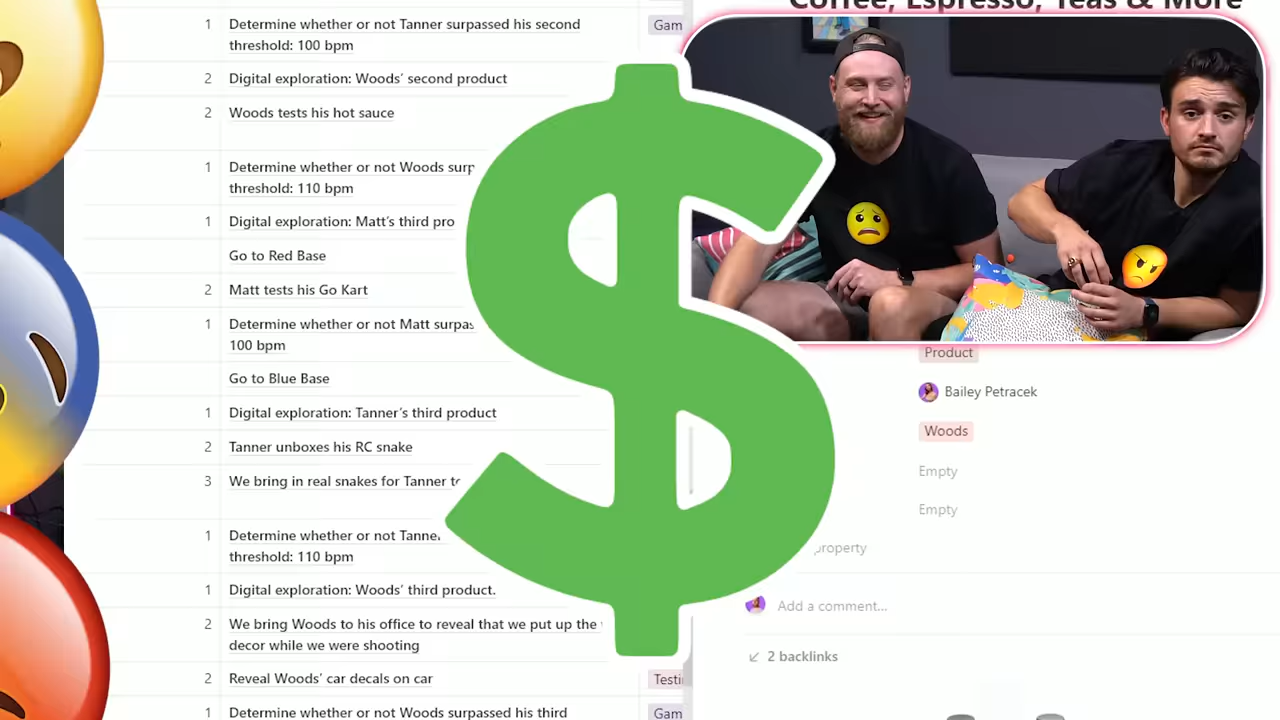 1 Determine whether or not Tanner surpassed his second
threshold: 100 bpm
Gam
2 Digital exploration: Woods' second product
2 Woods tests his hot sauce
1 Determine whether or not Woods surp
threshold: 110 bpm
1 Digital exploration: Matt's third pro
Go to Red Base
2 Matt tests his Go Kart
1 Determine whether or not Matt surpas
100 bpm
Go to Blue Base
1 Digital exploration: Tanner's third product
2 Tanner unboxes his RC snake
3 We bring in real snakes for Tanner t
1 Determine whether or not Tanne
threshold: 110 bpm
1 Digital exploration: Woods' third product.
2 We bring Woods to his office to reveal that we put up the
decor while we were shooting
2 Reveal Woods' car decals on car
Testi
1 Determine whether or not Woods surpassed his third
Gam
$
Coffee, Espresso, Teas & More
Product
Bailey Petracek
Woods
Empty
Empty
property
Add a comment...
2 backlinks